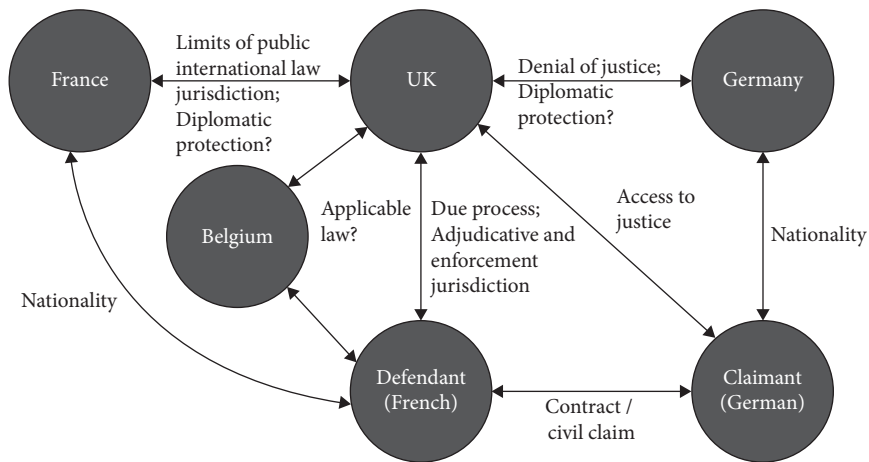 France
Limits of public
international law
jurisdiction;
Diplomatic
protection?
UK
Denial of justice;
Diplomatic
protection?
Germany
Belgium
Applicable
law?
Due process;
Adjudicative and
enforcement
jurisdiction
Access to
justice
Nationality
Nationality
Defendant
(French)
Contract /
civil claim
Claimant
(German)